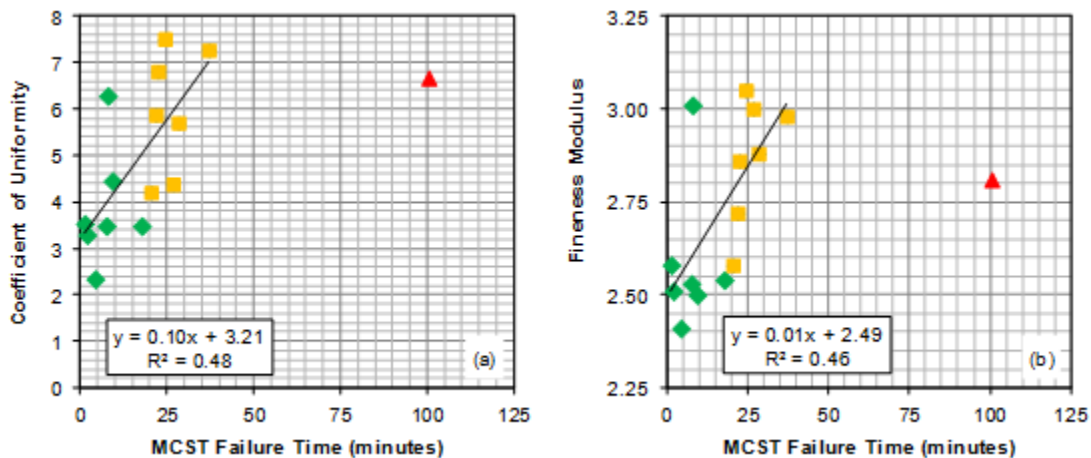 8
7
6
5
4
3
2
1
0
Coefficient of Uniformity
y = 0.10x + 3.21
R² = 0.48
(a)
0 25 50 75 100 125
MCST Failure Time (minutes)
3.25
3.00
2.75
2.50
2.25
Fineness Modulus
y = 0.01x + 2.49
R² = 0.46
(b)
0 25 50 75 100 125
MCST Failure Time (minutes)